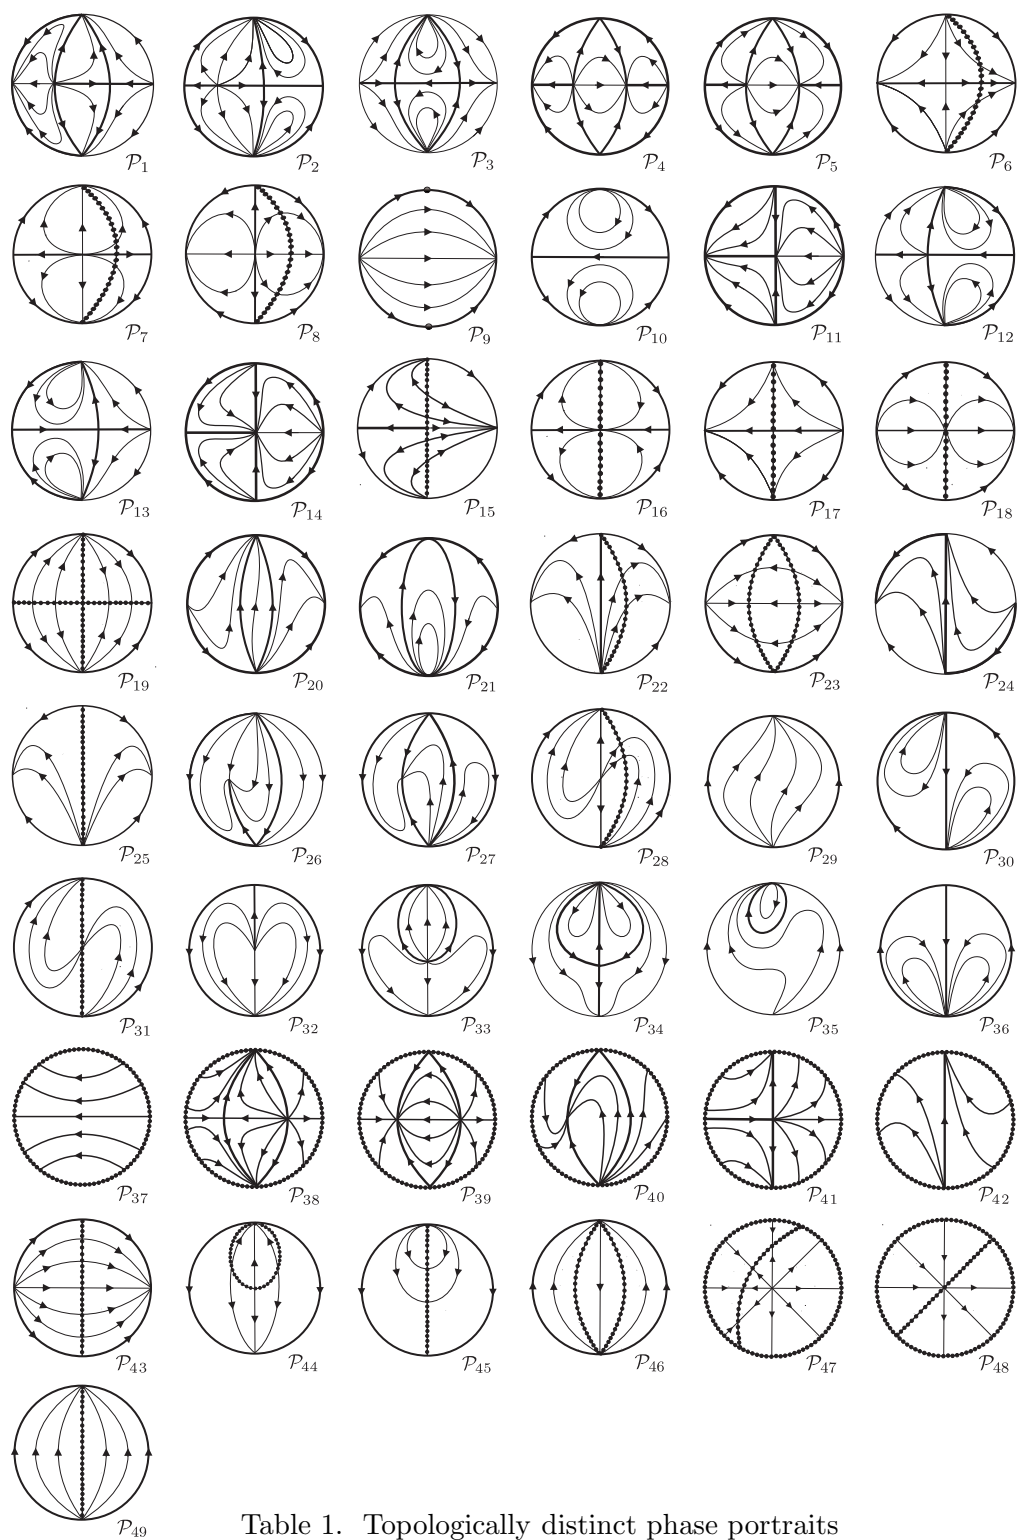 𝒫₁ 𝒫₂ 𝒫₃ 𝒫₄ 𝒫₅ 𝒫₆
𝒫₇ 𝒫₈ 𝒫₉ 𝒫₁₀ 𝒫₁₁ 𝒫₁₂
𝒫₁₃ 𝒫₁₄ 𝒫₁₅ 𝒫₁₆ 𝒫₁₇ 𝒫₁₈
𝒫₁₉ 𝒫₂₀ 𝒫₂₁ 𝒫₂₂ 𝒫₂₃ 𝒫₂₄
𝒫₂₅ 𝒫₂₆ 𝒫₂₇ 𝒫₂₈ 𝒫₂₉ 𝒫₃₀
𝒫₃₁ 𝒫₃₂ 𝒫₃₃ 𝒫₃₄ 𝒫₃₅ 𝒫₃₆
𝒫₃₇ 𝒫₃₈ 𝒫₃₉ 𝒫₄₀ 𝒫₄₁ 𝒫₄₂
𝒫₄₃ 𝒫₄₄ 𝒫₄₅ 𝒫₄₆ 𝒫₄₇ 𝒫₄₈
𝒫₄₉
Table 1. Topologically distinct phase portraits